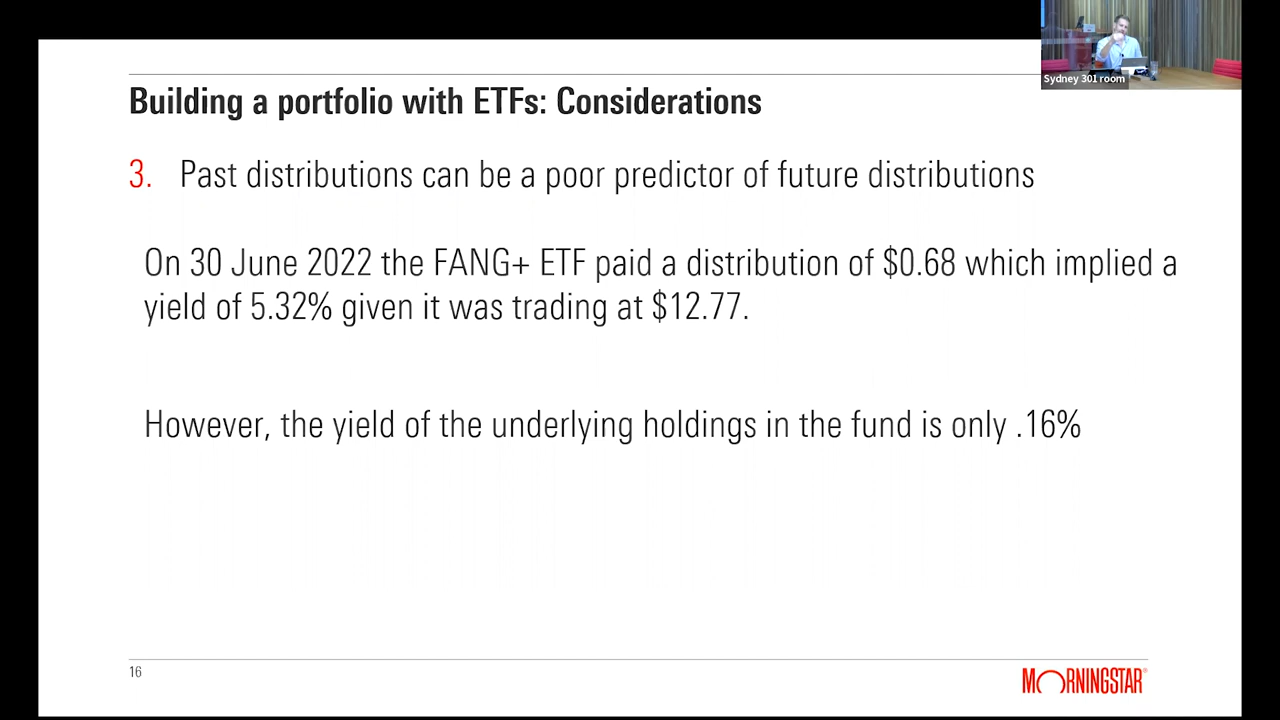 Sydney 301 room
Building a portfolio with ETFs: Considerations
3. Past distributions can be a poor predictor of future distributions
On 30 June 2022 the FANG+ ETF paid a distribution of $0.68 which implied a
yield of 5.32% given it was trading at $12.77.
However, the yield of the underlying holdings in the fund is only .16%
16
MORNINGSTAR